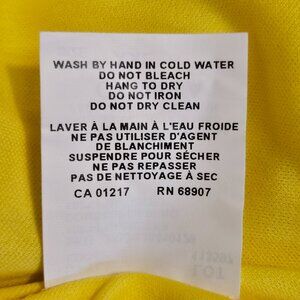 WASH BY HAND IN COLD WATER
DO NOT BLEACH
HANG TO DRY
DO NOT IRON
DO NOT DRY CLEAN
LAVER À LA MAIN À L'EAU FROIDE
NE PAS UTILISER D'AGENT
DE BLANCHIMENT
SUSPENDRE POUR SÉCHER
NE PAS REPASSER
PAS DE NETTOYAGE À SEC
CA 01217 RN 68907